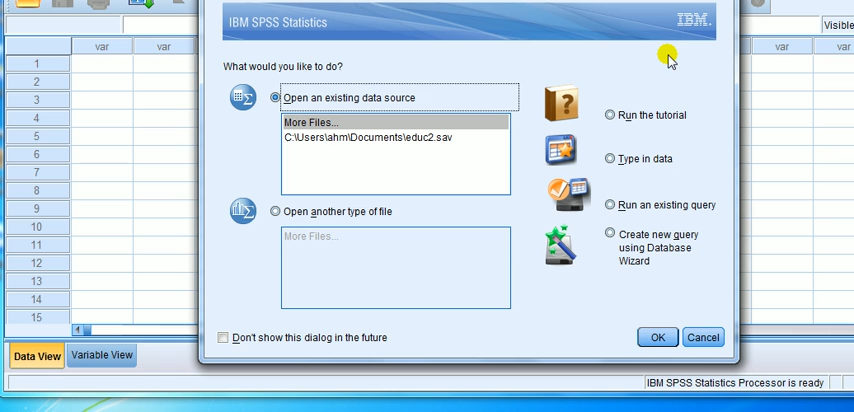 IBM SPSS Statistics
IBM
Visible
var var var var
What would you like to do?
1
2
3
4
5
6
7
8
9
10
11
12
13
14
15
Open an existing data source
More Files...
C:\Users\ahm\Documents\educ2.sav
Open another type of file
More Files...
Run the tutorial
Type in data
Run an existing query
Create new query
using Database
Wizard
Don't show this dialog in the future
OK Cancel
Data View Variable View
IBM SPSS Statistics Processor is ready